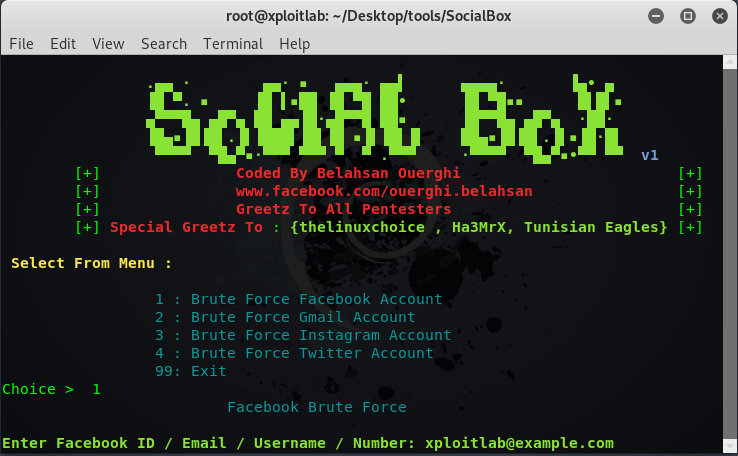 root@xploitlab: ~/Desktop/tools/SocialBox
File Edit View Search Terminal Help
SoCiAl BoX
v1
[+] Coded By Belahsan Ouerghi [+]
[+] www.facebook.com/ouerghi.belahsan [+]
[+] Greetz To All Pentesters [+]
[+] Special Greetz To : {thelinuxchoice , Ha3MrX, Tunisian Eagles} [+]
Select From Menu :
1 : Brute Force Facebook Account
2 : Brute Force Gmail Account
3 : Brute Force Instagram Account
4 : Brute Force Twitter Account
99: Exit
Choice > 1
Facebook Brute Force
Enter Facebook ID / Email / Username / Number: xploitlab@example.com